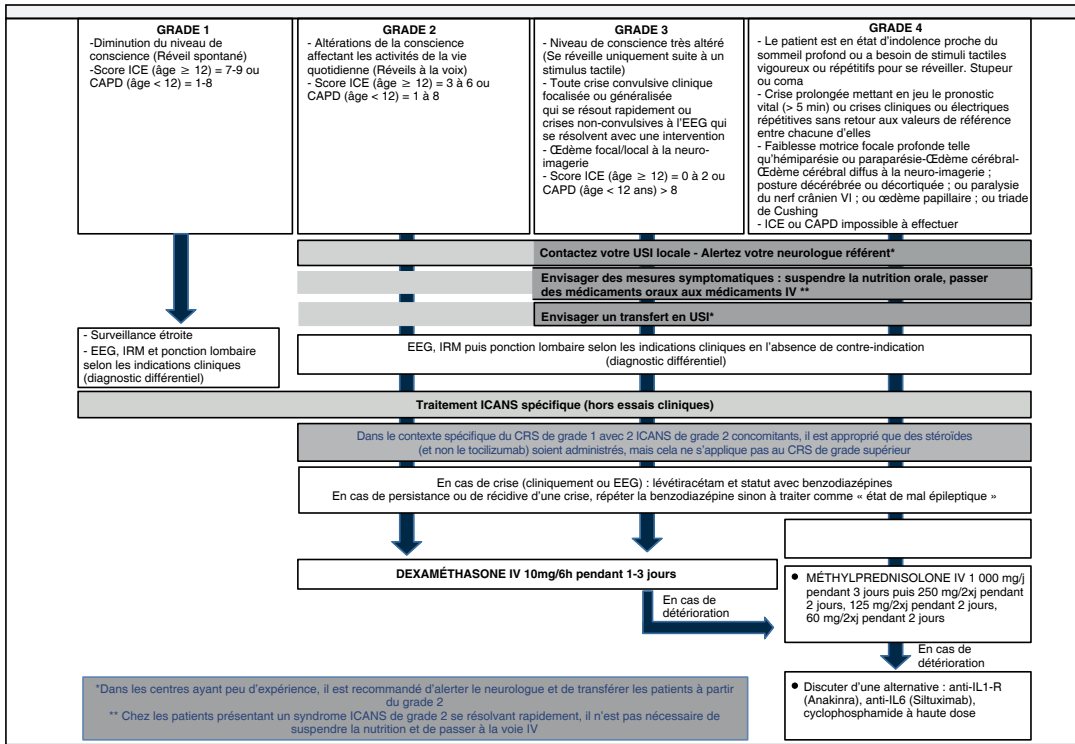 GRADE 1
-Diminution du niveau de
conscience (Réveil spontané)
-Score ICE (âge ≥ 12) = 7-9 ou
CAPD (âge < 12) = 1-8
GRADE 2
- Altérations de la conscience
affectant les activités de la vie
quotidienne (Réveils à la voix)
- Score ICE (âge ≥ 12) = 3 à 6 ou
CAPD (âge < 12) = 1 à 8
GRADE 3
- Niveau de conscience très altéré
(Se réveille uniquement suite à un
stimulus tactile)
- Toute crise convulsive clinique
focalisée ou généralisée
qui se résout rapidement ou
crises non-convulsives à l'EEG qui
se résolvent avec une intervention
- Œdème focal/local à la neuro-
imagerie
- Score ICE (âge ≥ 12) = 0 à 2 ou
CAPD (âge < 12 ans) > 8
GRADE 4
- Le patient est en état d'indolence proche du
sommeil profond ou a besoin de stimuli tactiles
vigoureux ou répétitifs pour se réveiller. Stupeur
ou coma
- Crise prolongée mettant en jeu le pronostic
vital (> 5 min) ou crises cliniques ou électriques
répétitives sans retour aux valeurs de référence
entre chacune d'elles
- Faiblesse motrice focale profonde telle
qu'hémiparésie ou paraparésie-Œdème cérébral-
Œdème cérébral diffus à la neuro-imagerie ;
posture décérébrée ou décortiquée ; ou paralysie
du nerf crânien VI ; ou œdème papillaire ; ou triade
de Cushing
- ICE ou CAPD impossible à effectuer
Contactez votre USI locale - Alertez votre neurologue référent*
Envisager des mesures symptomatiques : suspendre la nutrition orale, passer
des médicaments oraux aux médicaments IV **
Envisager un transfert en USI*
- Surveillance étroite
- EEG, IRM et ponction lombaire
selon les indications cliniques
(diagnostic différentiel)
EEG, IRM puis ponction lombaire selon les indications cliniques en l'absence de contre-indication
(diagnostic différentiel)
Traitement ICANS spécifique (hors essais cliniques)
Dans le contexte spécifique du CRS de grade 1 avec 2 ICANS de grade 2 concomitants, il est approprié que des stéroïdes
(et non le tocilizumab) soient administrés, mais cela ne s'applique pas au CRS de grade supérieur
En cas de crise (cliniquement ou EEG) : lévétiracétam et statut avec benzodiazépines
En cas de persistance ou de récidive d'une crise, répéter la benzodiazépine sinon à traiter comme « état de mal épileptique »
DEXAMÉTHASONE IV 10mg/6h pendant 1-3 jours
En cas de
détérioration
● MÉTHYLPREDNISOLONE IV 1 000 mg/j
pendant 3 jours puis 250 mg/2xj pendant
2 jours, 125 mg/2xj pendant 2 jours,
60 mg/2xj pendant 2 jours
En cas de
détérioration
● Discuter d'une alternative : anti-IL1-R
(Anakinra), anti-IL6 (Siltuximab),
cyclophosphamide à haute dose
*Dans les centres ayant peu d'expérience, il est recommandé d'alerter le neurologue et de transférer les patients à partir
du grade 2
** Chez les patients présentant un syndrome ICANS de grade 2 se résolvant rapidement, il n'est pas nécessaire de
suspendre la nutrition et de passer à la voie IV